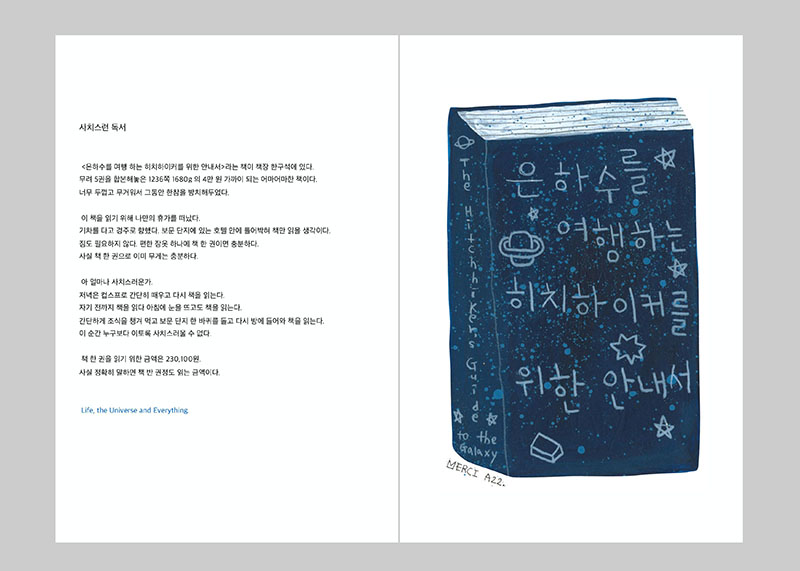 사치스런 독서
<은하수를 여행 하는 히치하이커를 위한 안내서>라는 책이 책장 한구석에 있다.
무려 5권을 합본해놓은 1236쪽 1680g 의 4만 원 가까이 되는 어마어마한 책이다.
너무 두껍고 무거워서 그동안 한참을 방치해두었다.
이 책을 읽기 위해 나만의 휴가를 떠났다.
기차를 타고 경주로 향했다. 보문 단지에 있는 호텔 안에 틀어박혀 책만 읽을 생각이다.
짐도 필요하지 않다. 편한 잠옷 하나에 책 한 권이면 충분하다.
사실 책 한 권으로 이미 무게는 충분하다.
아 얼마나 사치스러운가.
저녁은 컵스프로 간단히 때우고 다시 책을 읽는다.
자기 전까지 책을 읽다 아침에 눈을 뜨고도 책을 읽는다.
간단하게 조식을 챙겨 먹고 보문 단지 한 바퀴를 돌고 다시 방에 들어와 책을 읽는다.
이 순간 누구보다 이토록 사치스러울 수 없다.
책 한 권을 읽기 위한 금액은 230,100원.
사실 정확히 말하면 책 반 권정도 읽는 금액이다.
Life, the Universe and Everything
The Hitchhikers Guide
to the
Galaxy
은하수를
여행하는
히치하이커를
위한 안내서
MERCI A22.